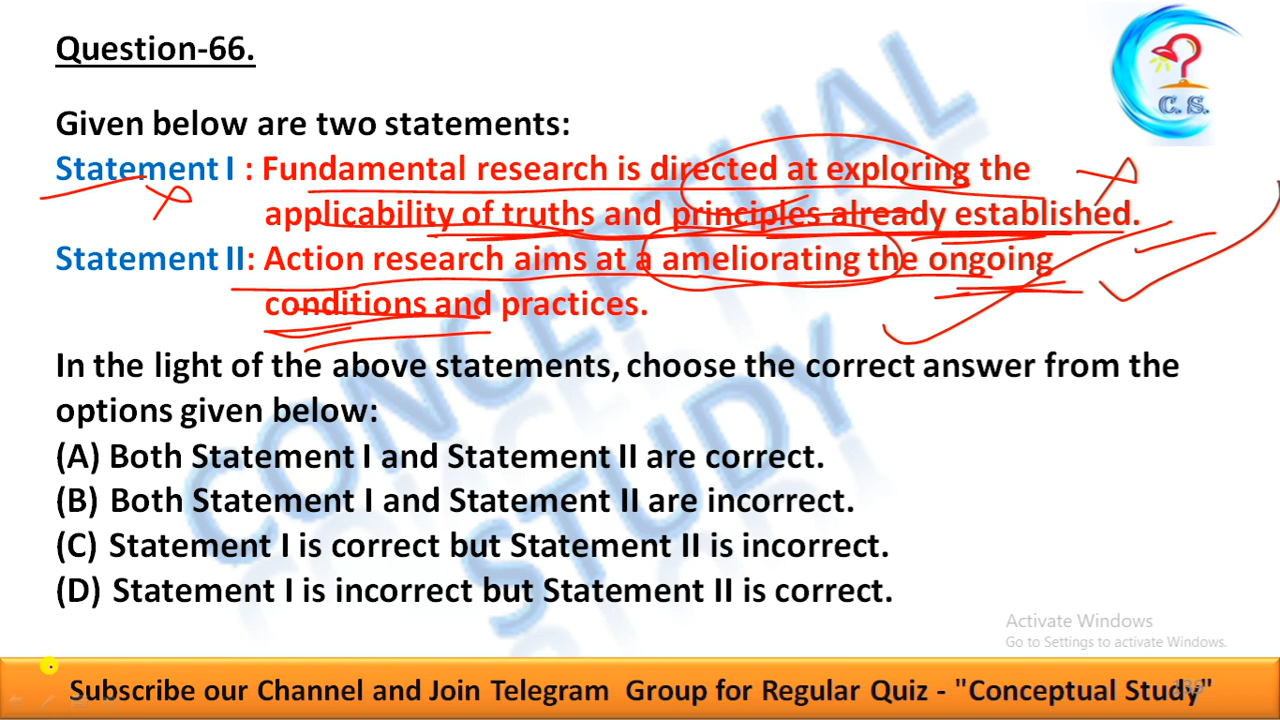 Question-66.
C. S.
Given below are two statements:
Statement I : Fundamental research is directed at exploring the
applicability of truths and principles already established.
Statement II: Action research aims at a ameliorating the ongoing
conditions and practices.
In the light of the above statements, choose the correct answer from the
options given below:
(A) Both Statement I and Statement II are correct.
(B) Both Statement I and Statement II are incorrect.
(C) Statement I is correct but Statement II is incorrect.
(D) Statement I is incorrect but Statement II is correct.
CONCEPTUAL
STUDY
Activate Windows
Go to Settings to activate Windows.
Subscribe our Channel and Join Telegram Group for Regular Quiz - "Conceptual Study"